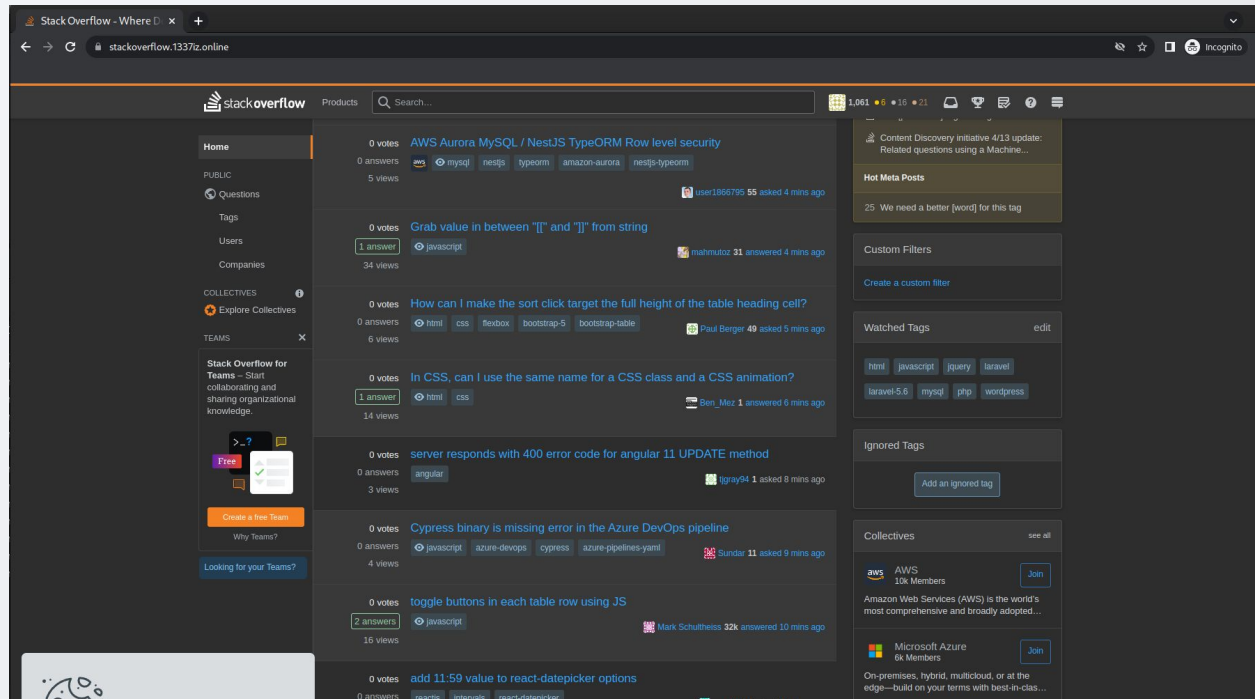 Stack Overflow - Where D
stackoverflow.1337iz.online
Incognito
stackoverflow
Products
Search...
1,061 6 16 21
Home
PUBLIC
Questions
Tags
Users
Companies
COLLECTIVES
Explore Collectives
TEAMS
Stack Overflow for
Teams – Start
collaborating and
sharing organizational
knowledge.
>_?
Free
Create a free Team
Why Teams?
Looking for your Teams?
0 votes
AWS Aurora MySQL / NestJS TypeORM Row level security
0 answers
aws mysql nestjs typeorm amazon-aurora nestjs-typeorm
5 views
user1866795 55 asked 4 mins ago
0 votes
Grab value in between "[[" and "]]" from string
1 answer
javascript
34 views
mahmutoz 31 answered 4 mins ago
0 votes
How can I make the sort click target the full height of the table heading cell?
0 answers
html css flexbox bootstrap-5 bootstrap-table
6 views
Paul Berger 49 asked 5 mins ago
0 votes
In CSS, can I use the same name for a CSS class and a CSS animation?
1 answer
html css
14 views
Ben_Mez 1 answered 6 mins ago
0 votes
server responds with 400 error code for angular 11 UPDATE method
0 answers
angular
3 views
tjgray94 1 asked 8 mins ago
0 votes
Cypress binary is missing error in the Azure DevOps pipeline
0 answers
javascript azure-devops cypress azure-pipelines-yaml
4 views
Sundar 11 asked 9 mins ago
0 votes
toggle buttons in each table row using JS
2 answers
javascript
16 views
Mark Schultheiss 32k answered 10 mins ago
0 votes
add 11:59 value to react-datepicker options
0 answers
reactjs intervals react-datepicker
Content Discovery initiative 4/13 update:
Related questions using a Machine...
Hot Meta Posts
25 We need a better [word] for this tag
Custom Filters
Create a custom filter
Watched Tags
edit
html javascript jquery laravel
laravel-5.6 mysql php wordpress
Ignored Tags
Add an ignored tag
Collectives
see all
aws
AWS
10k Members
Join
Amazon Web Services (AWS) is the world's
most comprehensive and broadly adopted…
Microsoft Azure
6k Members
Join
On-premises, hybrid, multicloud, or at the
edge—build on your terms with best-in-clas…